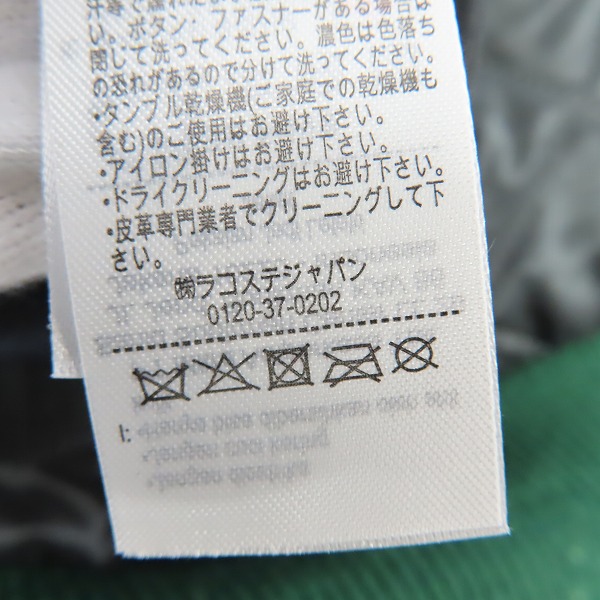 い。・ボタン・ファスナーがある場合は
閉して洗ってください。濃色は色落ち
の恐れがあるので分けて洗ってください。
・タンブル乾燥機(ご家庭での乾燥機も
含む)のご使用はお避け下さい。
・アイロン掛けはお避け下さい。
・ドライクリーニングはお避け下さい。
・皮革専門業者でクリーニングして下
さい。
㈱ラコステジャパン
0120-37-0202
I: